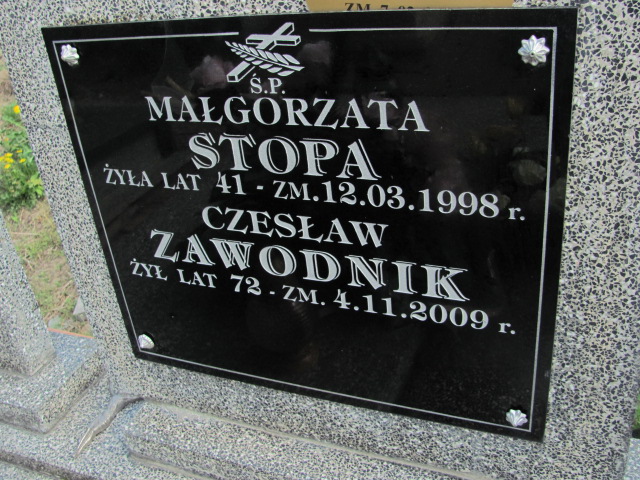 Ś.P.
MAŁGORZATA
STOPA
ŻYŁA LAT 41 - ZM. 12.03.1998 r.
CZESŁAW
ZAWODNIK
ŻYŁ LAT 72 - ZM. 4.11.2009 r.